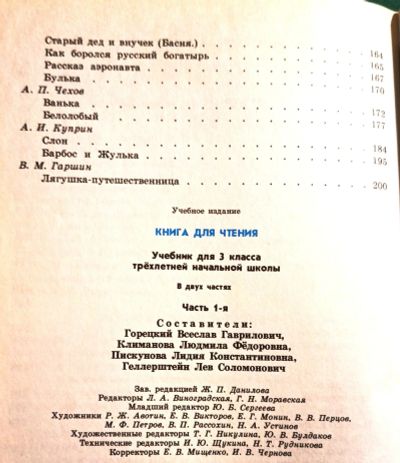 Старый дед и внучек (Басня.) . . . . . . . . 164
Как боролся русский богатырь . . . . . . . . 165
Рассказ аэронавта . . . . . . . . 167
Булька . . . . . . . . 170
А. П. Чехов
Ванька . . . . . . . . 172
Белолобый . . . . . . . . 177
А. И. Куприн
Слон . . . . . . . . 184
Барбос и Жулька . . . . . . . . 195
В. М. Гаршин
Лягушка-путешественница . . . . . . . . 200
Учебное издание
КНИГА ДЛЯ ЧТЕНИЯ
Учебник для 3 класса
трёхлетней начальной школы
В двух частях
Часть 1-я
Составители:
Горецкий Всеслав Гаврилович,
Климанова Людмила Фёдоровна,
Пискунова Лидия Константиновна,
Геллерштейн Лев Соломонович
Зав. редакцией Ж. П. Данилова
Редакторы Л. А. Виноградская, Г. Н. Моравская
Младший редактор Ю. Б. Сергеева
Художники Р. Ж. Авотин, Е. В. Викторов, Е. Г. Монин, В. В. Перцов,
М. Ф. Петров, В. П. Рассохин, Н. А. Устинов
Художественные редакторы Т. Г. Никулина, Ю. В. Булдаков
Технические редакторы И. Ю. Щукина, Н. Т. Рудникова
Корректоры Е. В. Мищенко, И. В. Чернова